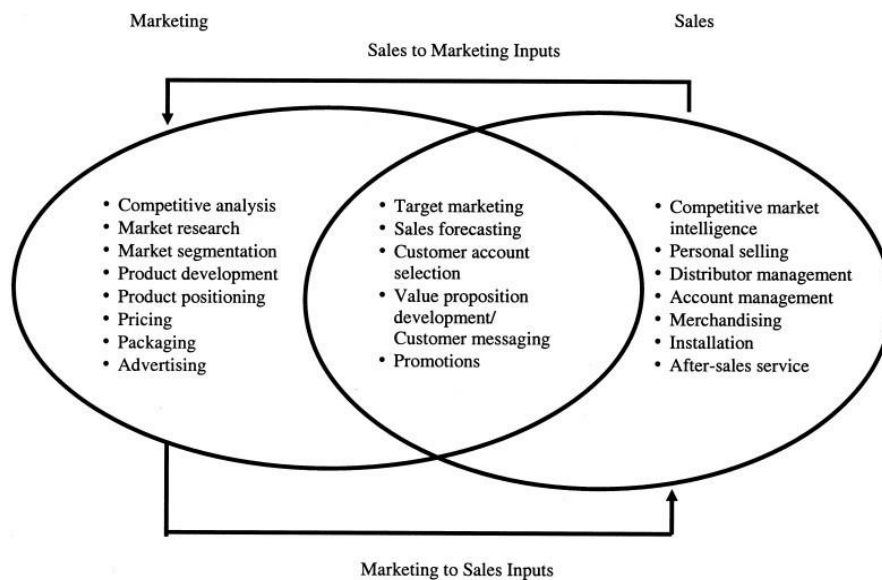 Marketing
Sales
Sales to Marketing Inputs
• Competitive analysis
• Market research
• Market segmentation
• Product development
• Product positioning
• Pricing
• Packaging
• Advertising
• Target marketing
• Sales forecasting
• Customer account
selection
• Value proposition
development/
Customer messaging
• Promotions
• Competitive market
intelligence
• Personal selling
• Distributor management
• Account management
• Merchandising
• Installation
• After-sales service
Marketing to Sales Inputs